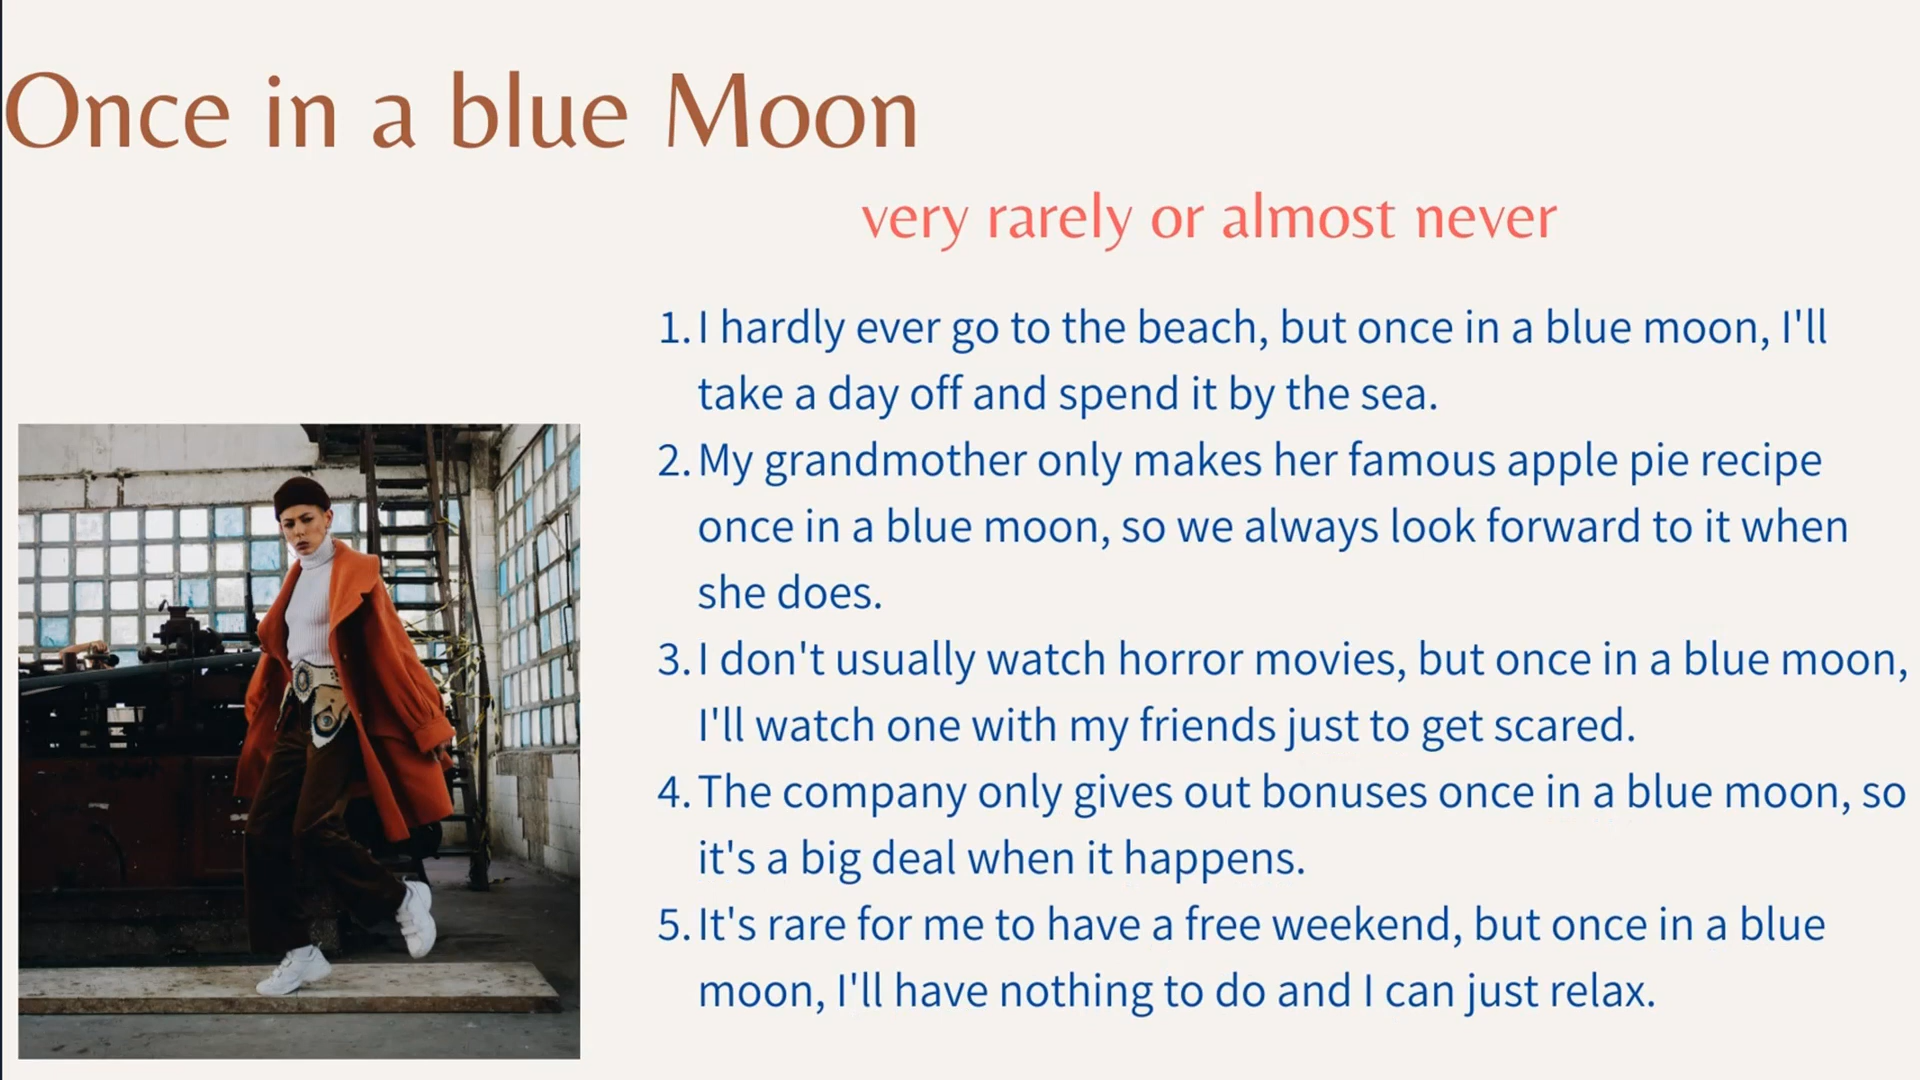 Once in a blue Moon
very rarely or almost never
1. I hardly ever go to the beach, but once in a blue moon, I'll
take a day off and spend it by the sea.
2. My grandmother only makes her famous apple pie recipe
once in a blue moon, so we always look forward to it when
she does.
3. I don't usually watch horror movies, but once in a blue moon,
I'll watch one with my friends just to get scared.
4. The company only gives out bonuses once in a blue moon, so
it's a big deal when it happens.
5. It's rare for me to have a free weekend, but once in a blue
moon, I'll have nothing to do and I can just relax.